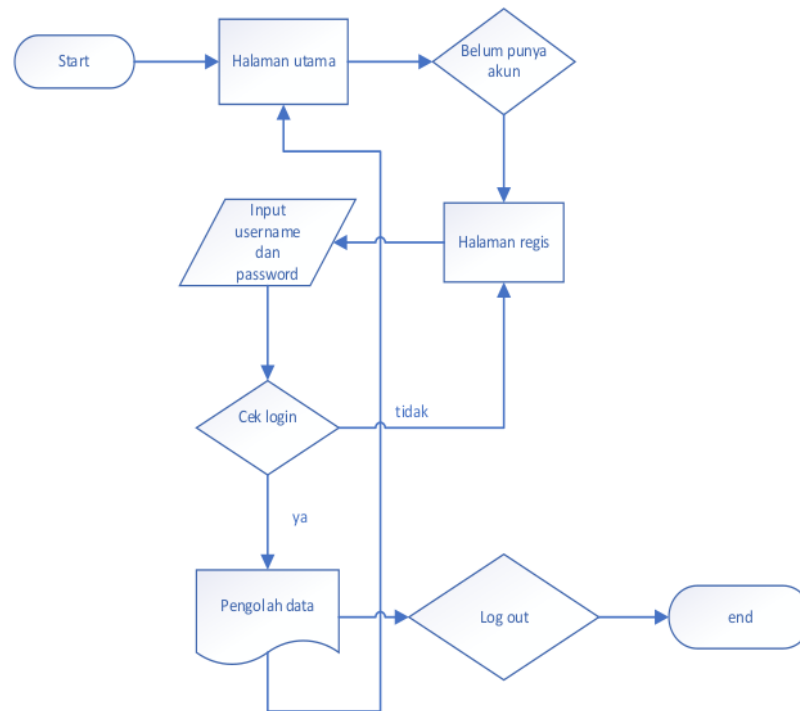 Start
Halaman utama
Belum punya
akun
Input
username
dan
password
Halaman regis
Cek login
tidak
ya
Pengolah data
Log out
end